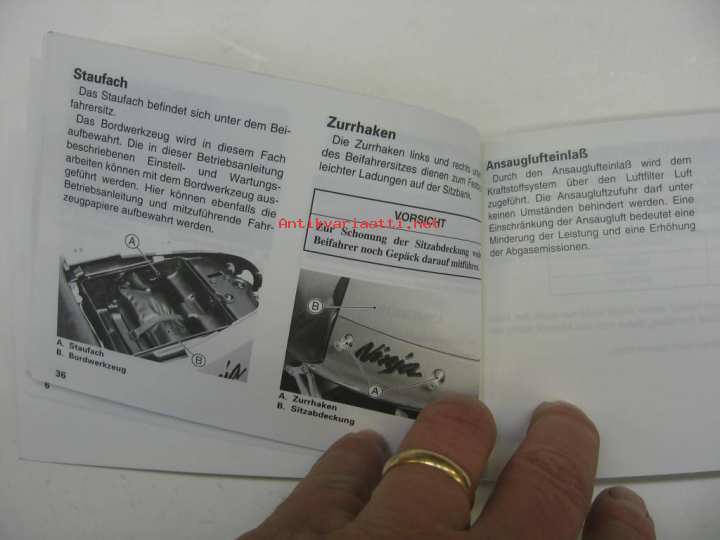 Staufach
Das Staufach befindet sich unter dem Bei-
fahrersitz.
Das Bordwerkzeug wird in diesem Fach
aufbewahrt. Die in dieser Betriebsanleitung
beschriebenen Einstell- und Wartungs-
arbeiten können mit dem Bordwerkzeug aus-
geführt werden. Hier können ebenfalls die
Betriebsanleitung und mitzuführende Fahr-
zeugpapiere aufbewahrt werden.
A
B
A. Staufach
B. Bordwerkzeug
36
6
Zurrhaken
Die Zurrhaken links und rechts
des Beifahrersitzes dienen zum
leichter Ladungen auf der Sitzbank.
VORSICHT
Zur Schonung der Sitzabdeckung
Beifahrer noch Gepäck darauf mitführen.
B
Ninja
A
A. Zurrhaken
B. Sitzabdeckung
Ansauglufteinlaß
Durch den Ansauglufteinlaß wird dem
Kraftstoffsystem über den Luftfilter Luft
zugeführt. Die Ansaugluftzufuhr darf unter
keinen Umständen behindert werden. Eine
Einschränkung der Ansaugluft bedeutet eine
Minderung der Leistung und eine Erhöhung
der Abgasemissionen.
Antikvariaatti.net